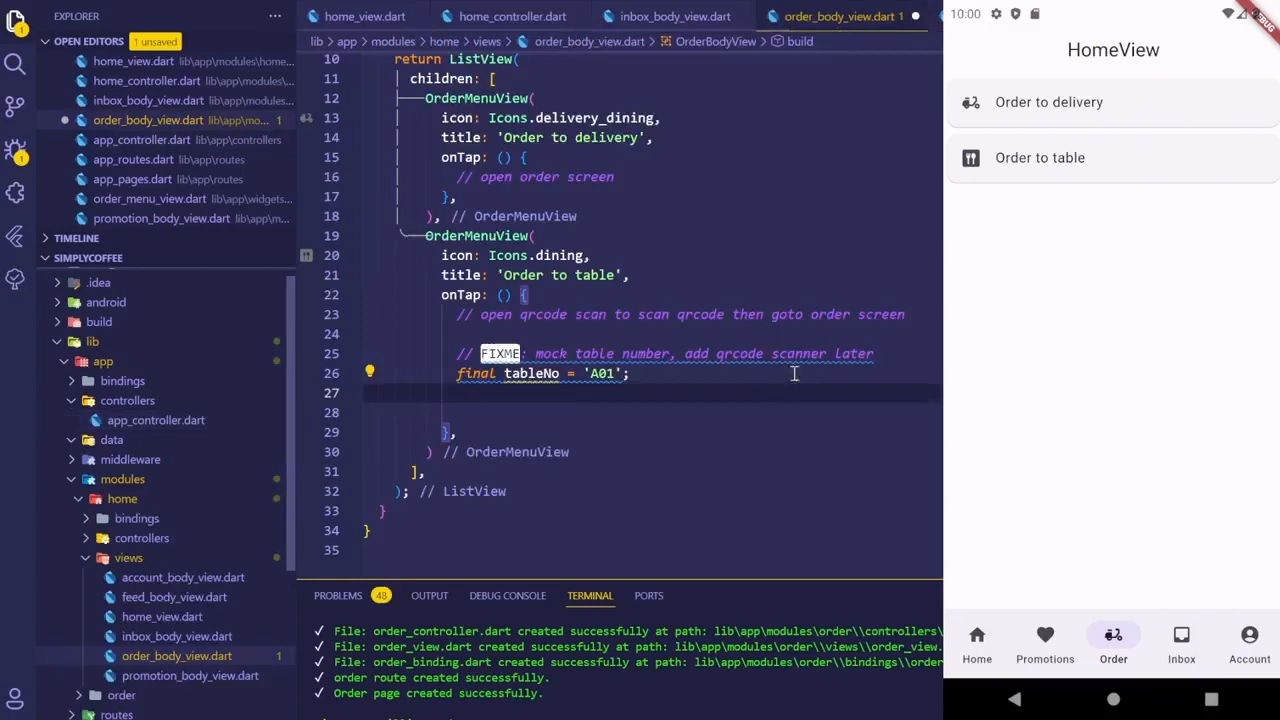 EXPLORER
OPEN EDITORS 1 unsaved
home_view.dart lib\app\modules\home...
home_controller.dart lib\app\modules\...
inbox_body_view.dart lib\app\modules...
order_body_view.dart lib\app\mo... 1
app_controller.dart lib\app\controllers
app_routes.dart lib\app\routes
app_pages.dart lib\app\routes
order_menu_view.dart lib\app\widgets...
promotion_body_view.dart lib\app\m...
TIMELINE
SIMPLYCOFFEE
.idea
android
build
lib
app
bindings
controllers
app_controller.dart
data
middleware
modules
home
bindings
controllers
views
account_body_view.dart
feed_body_view.dart
home_view.dart
inbox_body_view.dart
order_body_view.dart 1
promotion_body_view.dart
order
routes
home_view.dart home_controller.dart inbox_body_view.dart order_body_view.dart 1
lib > app > modules > home > views > order_body_view.dart > OrderBodyView > build
10 return ListView(
11 children: [
12 OrderMenuView(
13 icon: Icons.delivery_dining,
14 title: 'Order to delivery',
15 onTap: () {
16 // open order screen
17 },
18 ), // OrderMenuView
19 OrderMenuView(
20 icon: Icons.dining,
21 title: 'Order to table',
22 onTap: () {
23 // open qrcode scan to scan qrcode then goto order screen
24
25 // FIXME: mock table number, add qrcode scanner later
26 final tableNo = 'A01';
27
28
29 },
30 ) // OrderMenuView
31 ],
32 ); // ListView
33 }
34 }
35
PROBLEMS 48 OUTPUT DEBUG CONSOLE TERMINAL PORTS
✓ File: order_controller.dart created successfully at path: lib\app\modules\order\\controllers\
✓ File: order_view.dart created successfully at path: lib\app\modules\order\\views\\order_view.
✓ File: order_binding.dart created successfully at path: lib\app\modules\order\\bindings\\order
✓ order route created successfully.
✓ Order page created successfully.
10:00
DEBUG
HomeView
Order to delivery
Order to table
Home Promotions Order Inbox Account